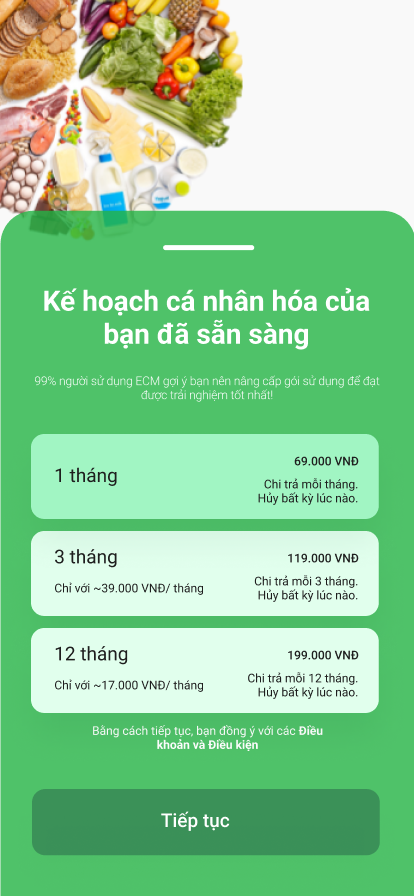 Kế hoạch cá nhân hóa của
bạn đã sẵn sàng
99% người sử dụng ECM gợi ý bạn nên nâng cấp gói sử dụng để đạt
được trải nghiệm tốt nhất!
1 tháng
69.000 VNĐ
Chi trả mỗi tháng.
Hủy bất kỳ lúc nào.
3 tháng
Chỉ với ~39.000 VNĐ/ tháng
119.000 VNĐ
Chi trả mỗi 3 tháng.
Hủy bất kỳ lúc nào.
12 tháng
Chỉ với ~17.000 VNĐ/ tháng
199.000 VNĐ
Chi trả mỗi 12 tháng.
Hủy bất kỳ lúc nào.
Bằng cách tiếp tục, bạn đồng ý với các Điều
khoản và Điều kiện
Tiếp tục